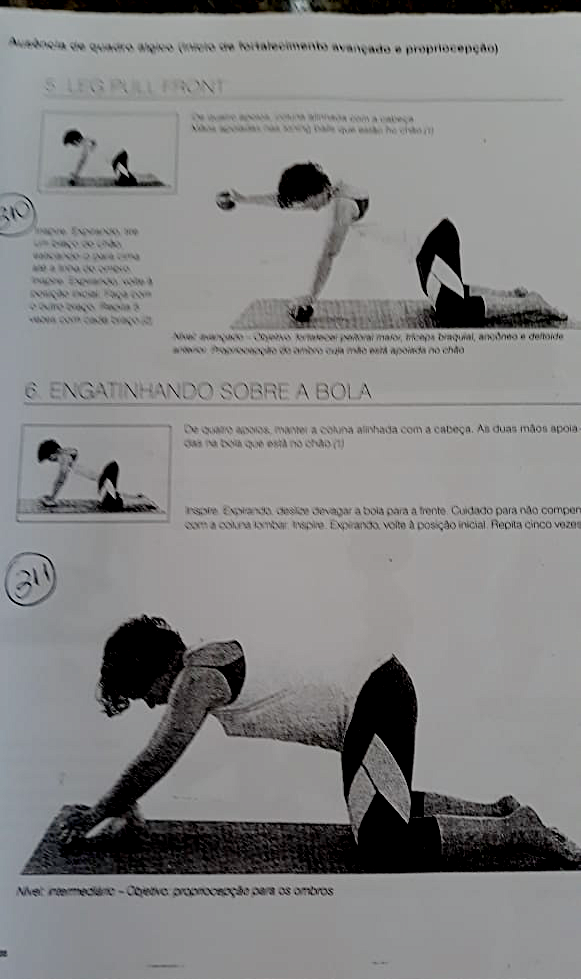 Ausência de quadro álgico (início de fortalecimento avançado e propriocepção)
5. LEG PULL FRONT
De quatro apoios, coluna alinhada com a cabeça.
Mãos apoiadas nas toning balls que estão no chão.(1)
310
Inspire. Expirando, tire
um braço do chão,
esticando-o para cima
até a linha do ombro.
Inspire. Expirando, volte à
posição inicial. Faça com
o outro braço. Repita 5
vezes com cada braço.(2)
Nível: avançado – Objetivo: fortalecer peitoral maior, tríceps braquial, ancôneo e deltoide
anterior. Propriocepção do ombro cuja mão está apoiada no chão
6. ENGATINHANDO SOBRE A BOLA
De quatro apoios, manter a coluna alinhada com a cabeça. As duas mãos apoia-
das na bola que está no chão.(1)
Inspire. Expirando, deslize devagar a bola para a frente. Cuidado para não compen
com a coluna lombar. Inspire. Expirando, volte à posição inicial. Repita cinco vezes
311
Nível: intermediário – Objetivo: propriocepção para os ombros